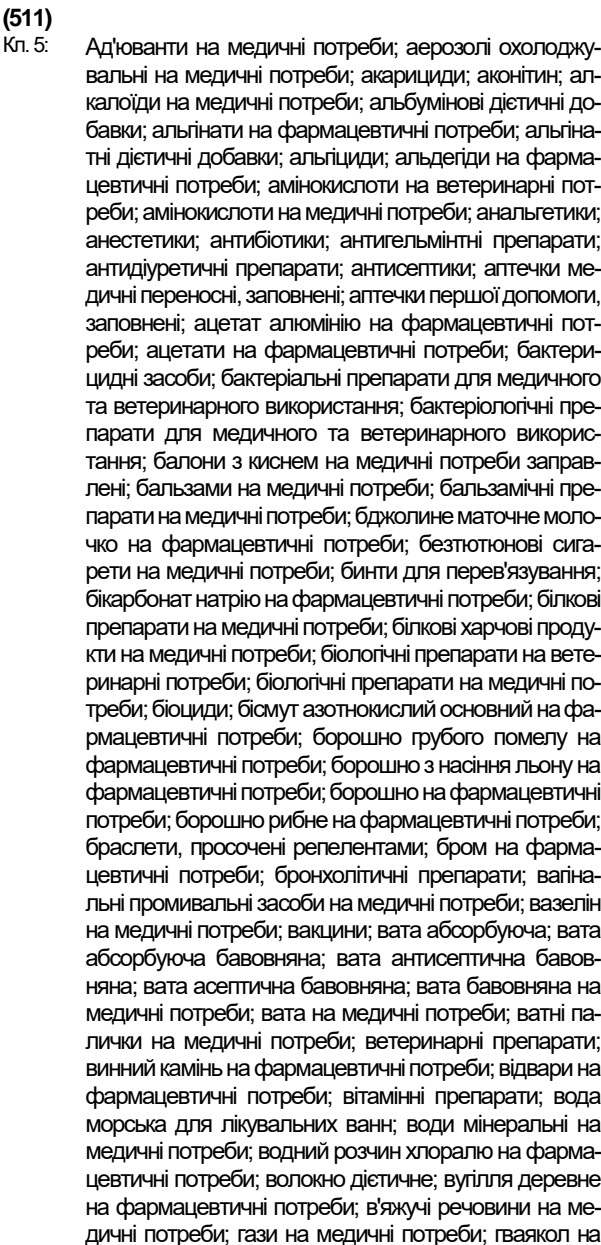 (511)
Кл. 5: Ад'юванти на медичні потреби; аерозолі охолоджу-
вальні на медичні потреби; акарициди; аконітин; ал-
калоїди на медичні потреби; альбумінові дієтичні до-
бавки; альгінати на фармацевтичні потреби; альгіна-
тні дієтичні добавки; альгіциди; альдегіди на фарма-
цевтичні потреби; амінокислоти на ветеринарні пот-
реби; амінокислоти на медичні потреби; анальгетики;
анестетики; антибіотики; антигельмінтні препарати;
антидіуретичні препарати; антисептики; аптечки ме-
дичні переносні, заповнені; аптечки першої допомоги,
заповнені; ацетат алюмінію на фармацевтичні пот-
реби; ацетати на фармацевтичні потреби; бактери-
цидні засоби; бактеріальні препарати для медичного
та ветеринарного використання; бактеріологічні пре-
парати для медичного та ветеринарного викорис-
тання; балони з киснем на медичні потреби заправ-
лені; бальзами на медичні потреби; бальзамічні пре-
парати на медичні потреби; бджолине маточне моло-
чко на фармацевтичні потреби; безтютюнові сига-
рети на медичні потреби; бинти для перев'язування;
бікарбонат натрію на фармацевтичні потреби; білкові
препарати на медичні потреби; білкові харчові проду-
кти на медичні потреби; біологічні препарати на вете-
ринарні потреби; біологічні препарати на медичні по-
треби; біоциди; бісмут азотнокислий основний на фа-
рмацевтичні потреби; борошно грубого помелу на
фармацевтичні потреби; борошно з насіння льону на
фармацевтичні потреби; борошно на фармацевтичні
потреби; борошно рибне на фармацевтичні потреби;
браслети, просочені репелентами; бром на фарма-
цевтичні потреби; бронхолітичні препарати; вагіна-
льні промивальні засоби на медичні потреби; вазелін
на медичні потреби; вакцини; вата абсорбуюча; вата
абсорбуюча бавовняна; вата антисептична бавов-
няна; вата асептична бавовняна; вата бавовняна на
медичні потреби; вата на медичні потреби; ватні па-
лички на медичні потреби; ветеринарні препарати;
винний камінь на фармацевтичні потреби; відвари на
фармацевтичні потреби; вітамінні препарати; вода
морська для лікувальних ванн; води мінеральні на
медичні потреби; водний розчин хлоралю на фарма-
цевтичні потреби; волокно дієтичне; вугілля деревне
на фармацевтичні потреби; в'яжучі речовини на ме-
дичні потреби; гази на медичні потреби; гваякол на